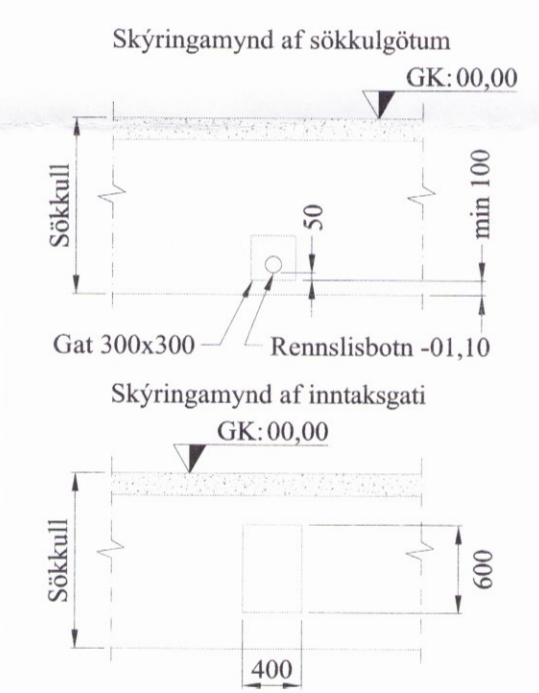 Skýringamynd af sökkulgötum
GK: 00,00
Sökkull
50
min 100
Gat 300x300
Rennslisbotn -01,10
Skýringamynd af inntaksgati
GK: 00,00
Sökkull
600
400